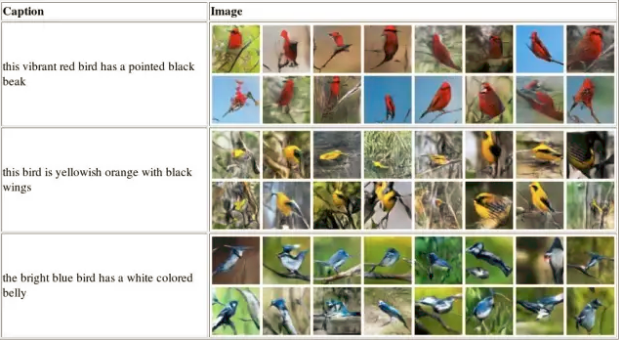 Caption
Image
this vibrant red bird has a pointed black
beak
this bird is yellowish orange with black
wings
the bright blue bird has a white colored
belly